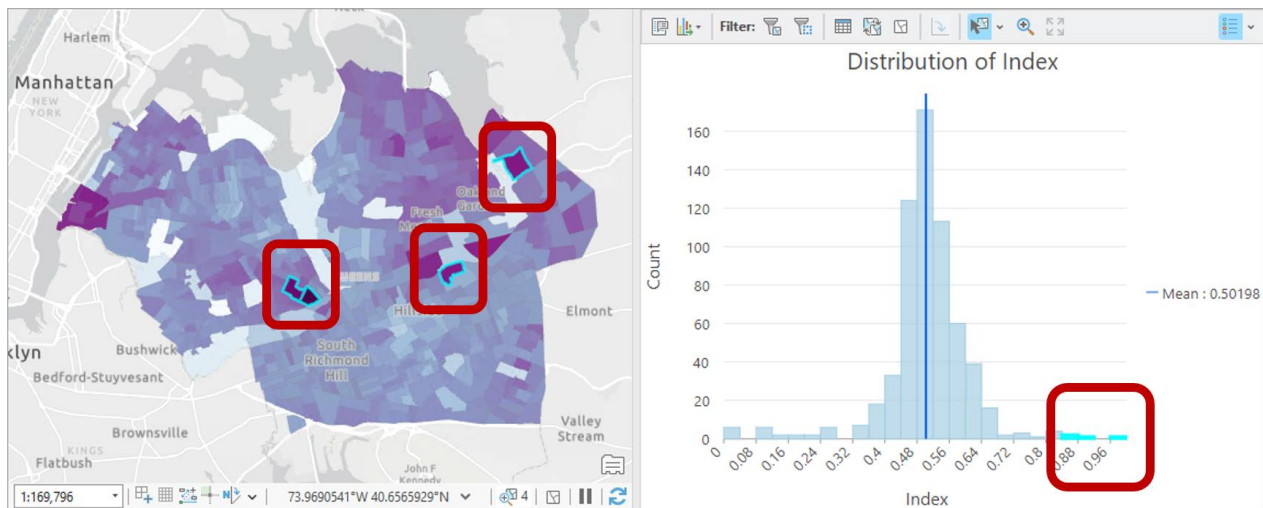 Harlem
Manhattan
NEW
YORK
Oakland
Gar
Fresh
Me
Hills
South
Richmond
Hill
Elmont
klyn
Bushwick
Bedford-Stuyvesant
Brownsville
KINGS
Flatbush
Valley
Stream
John F
Kennedy
1:169,796
73.9690541°W 40.6565929°N
4
Filter:
Distribution of Index
Count
160
140
120
100
80
60
40
20
0
0 0.08 0.16 0.24 0.32 0.4 0.48 0.56 0.64 0.72 0.8 0.88 0.96
Index
Mean : 0.50198